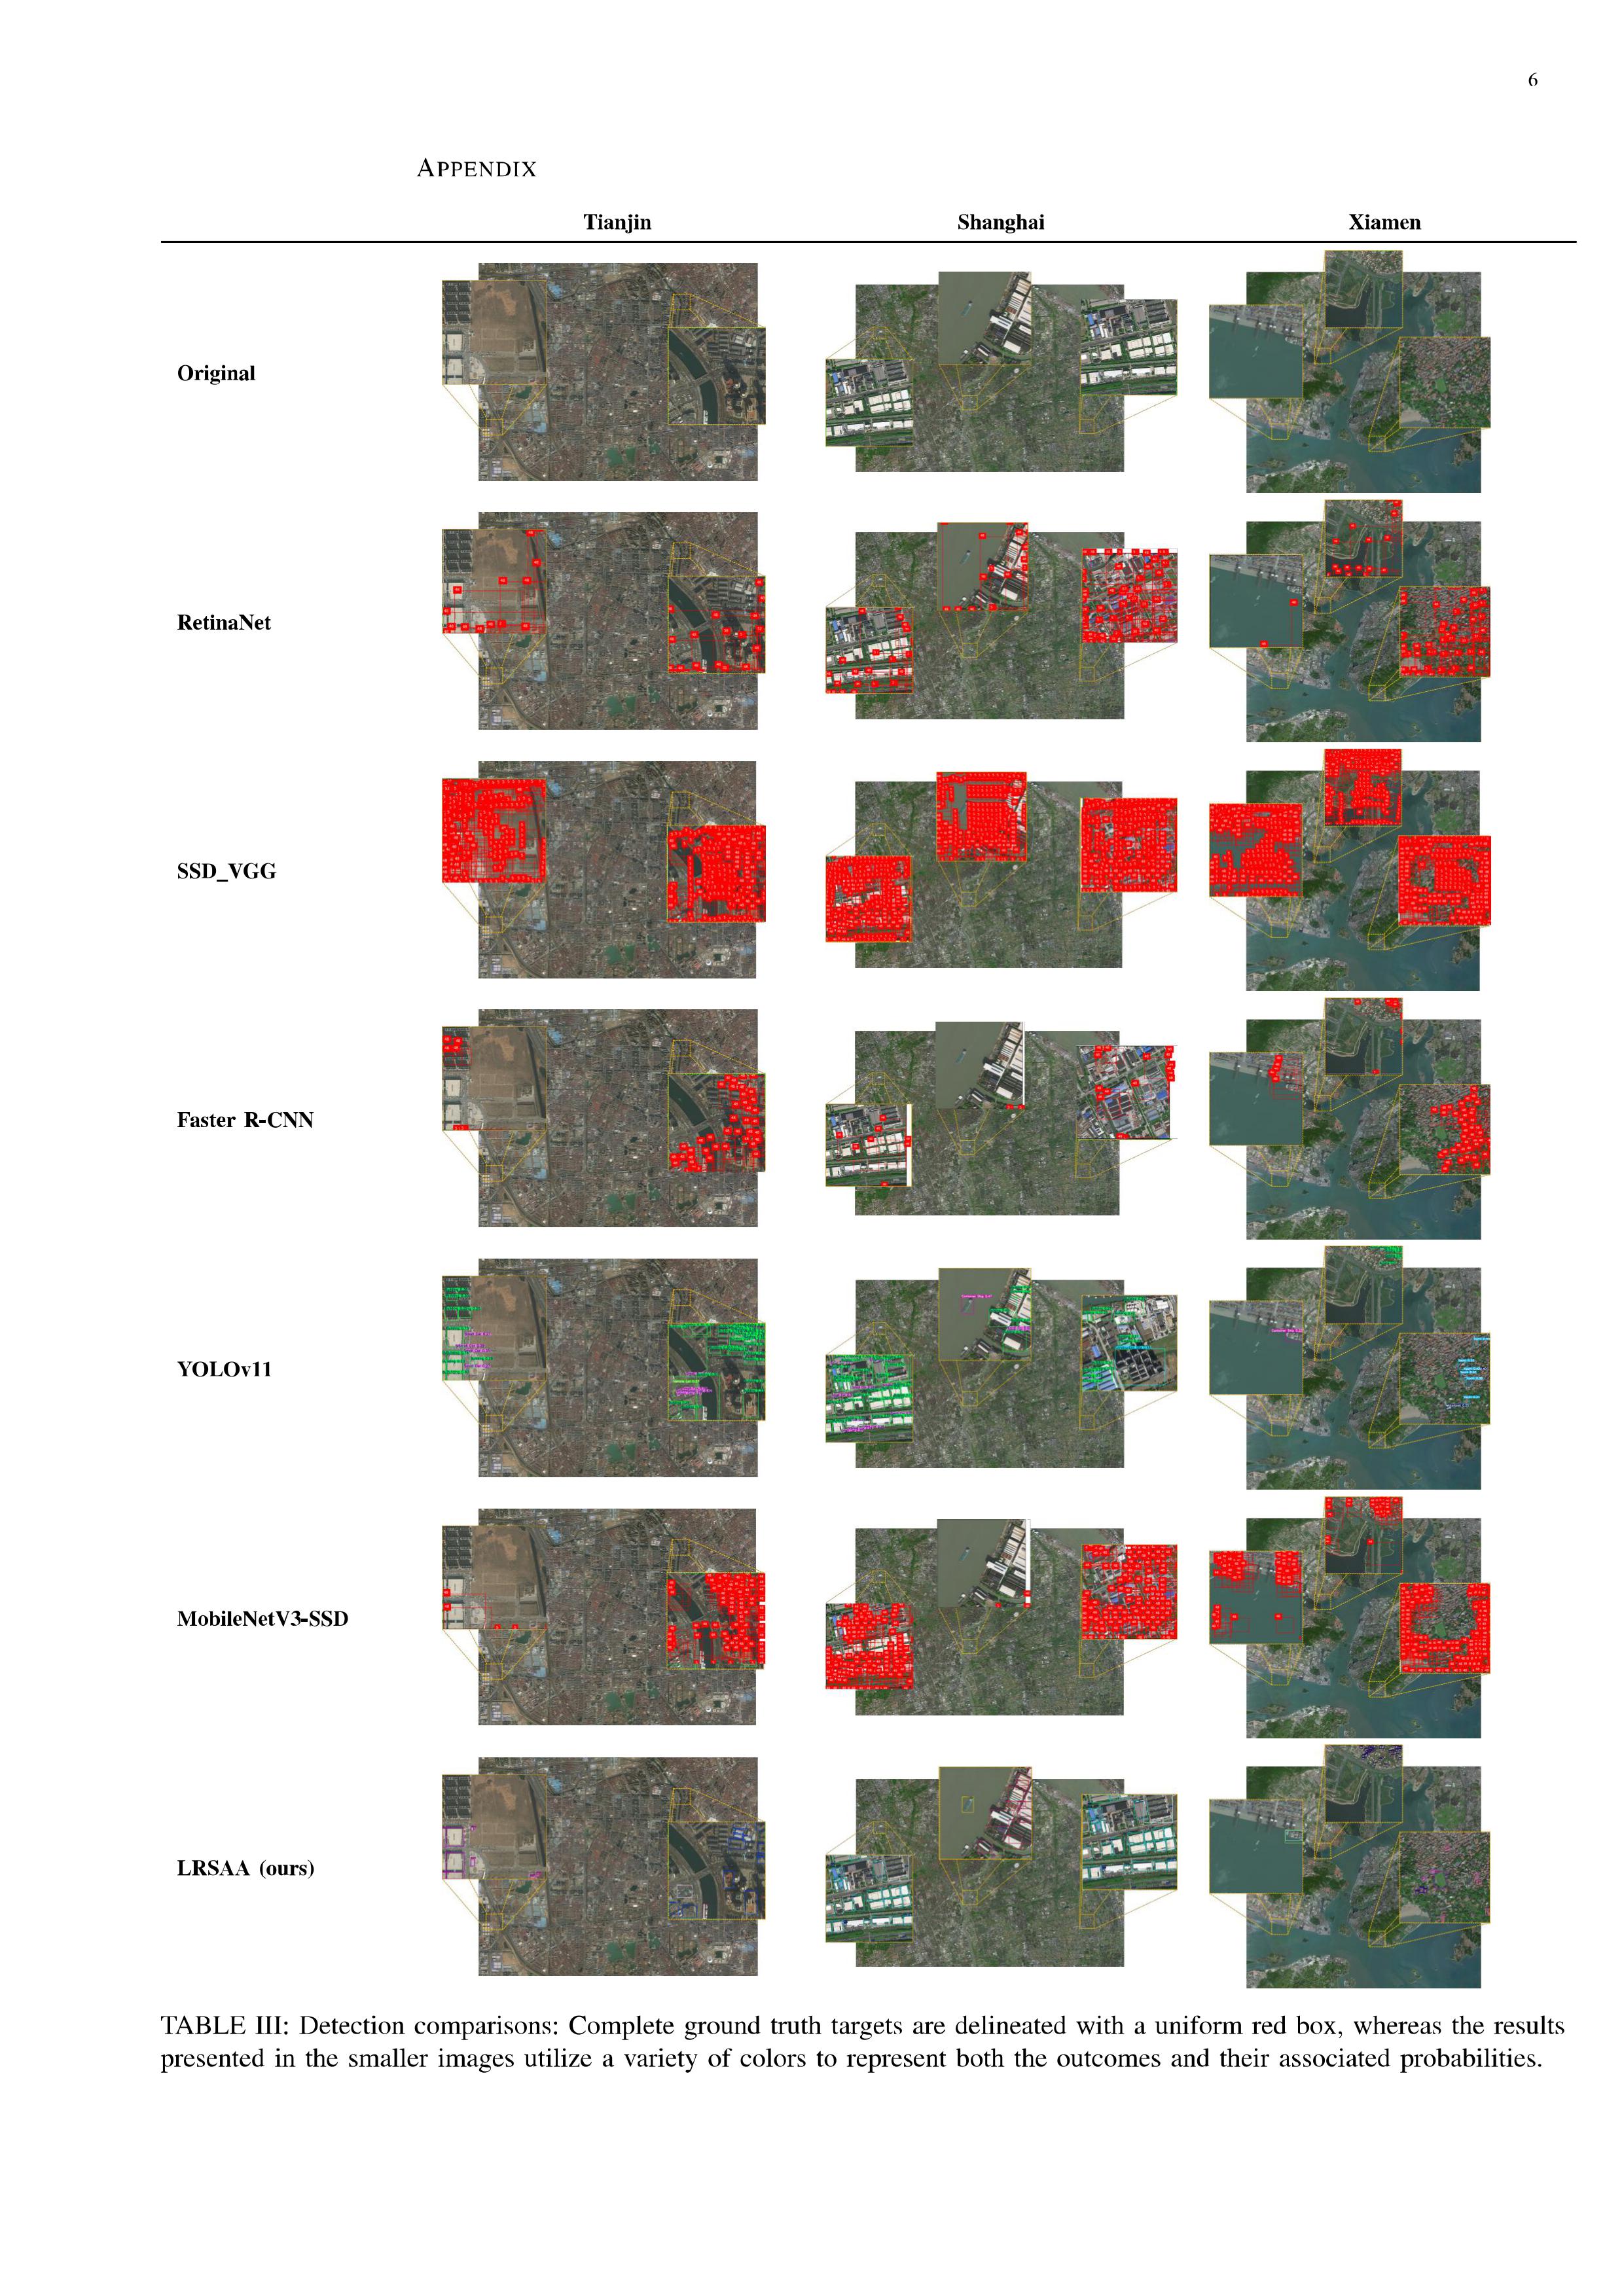 6
APPENDIX
Tianjin Shanghai Xiamen
Original
RetinaNet
SSD_VGG
Faster R-CNN
YOLOv11
MobileNetV3-SSD
LRSAA (ours)
TABLE III: Detection comparisons: Complete ground truth targets are delineated with a uniform red box, whereas the results
presented in the smaller images utilize a variety of colors to represent both the outcomes and their associated probabilities.